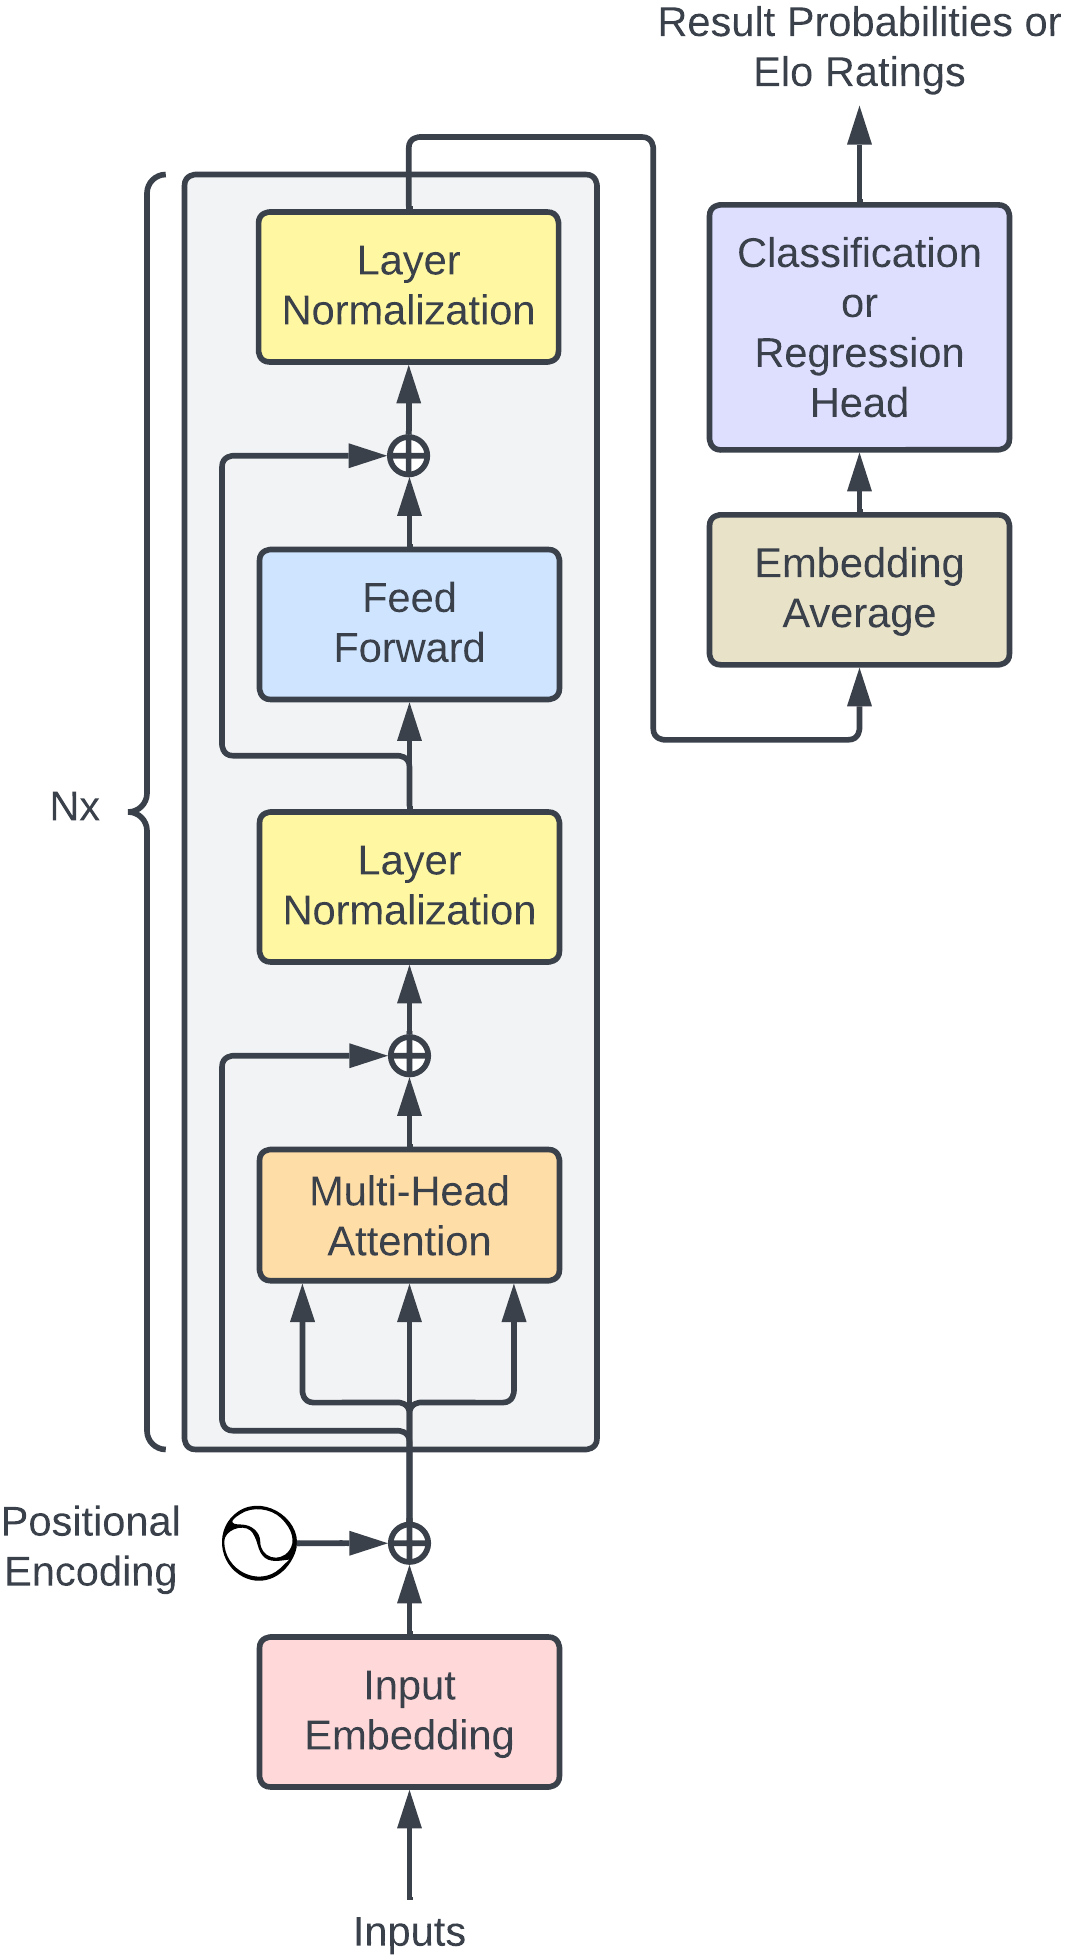 Result Probabilities or
Elo Ratings
Layer
Normalization
Classification
or
Regression
Head
Feed
Forward
Embedding
Average
Nx
Layer
Normalization
Multi-Head
Attention
Positional
Encoding
Input
Embedding
Inputs